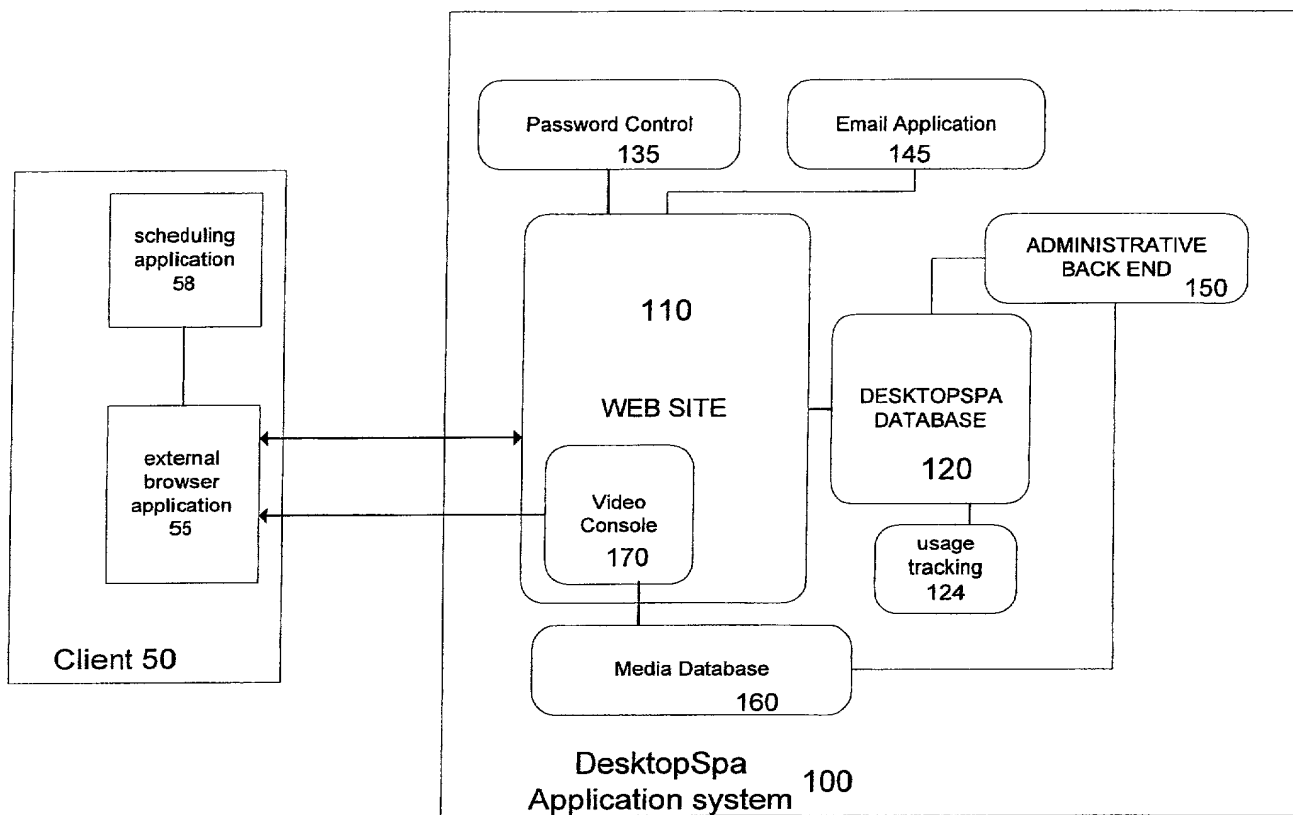 Password Control
135
Email Application
145
scheduling
application
58
ADMINISTRATIVE
BACK END
150
110
WEB SITE
DESKTOPSPA
DATABASE
120
external
browser
application
55
Video
Console
170
usage
tracking
124
Client 50
Media Database
160
DesktopSpa
Application system 100